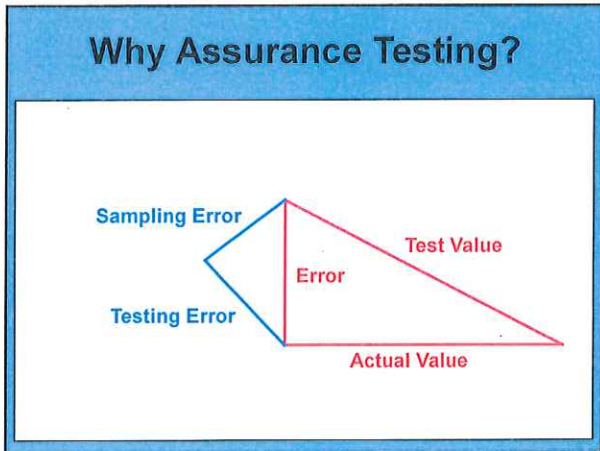 Why Assurance Testing?
Sampling Error
Test Value
Error
Testing Error
Actual Value